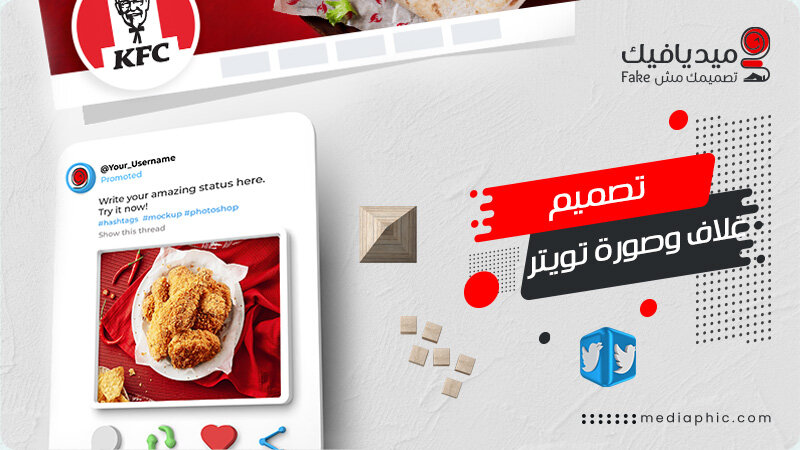 KFC
ميديافيك
تصميمك مش Fake
@Your_Username
Promoted
Write your amazing status here.
Try it now!
#hashtags #mockup #photoshop
Show this thread
تصميم
غلاف وصورة تويتر
mediaphic.com